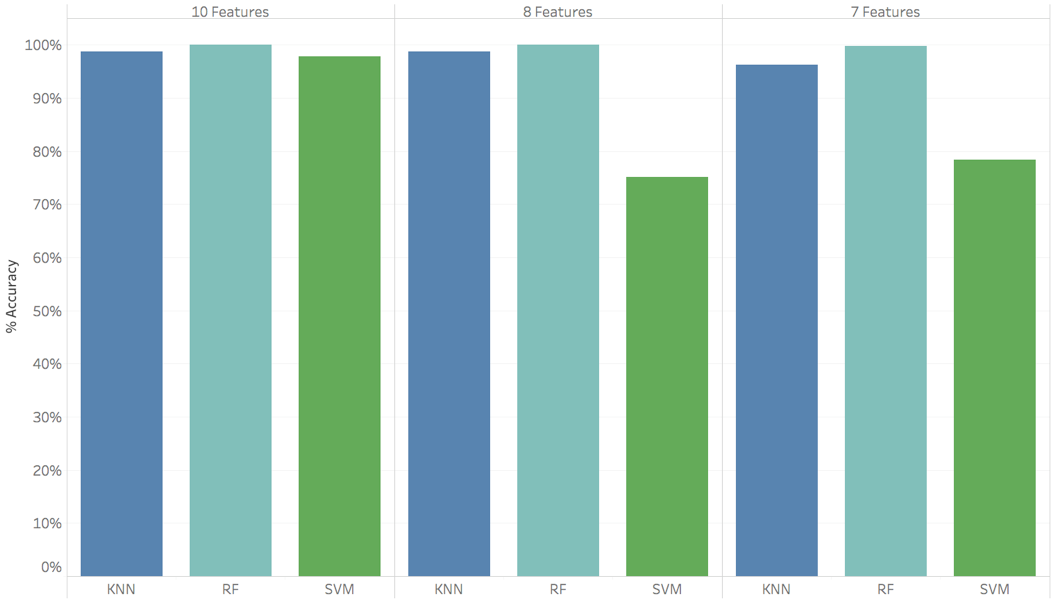 10 Features
8 Features
7 Features
100%
90%
80%
70%
60%
50%
40%
30%
20%
10%
0%
% Accuracy
KNN
RF
SVM
KNN
RF
SVM
KNN
RF
SVM